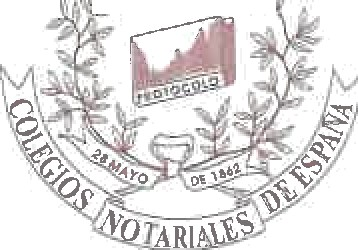 PROTOCOLO
28 MAYO DE 1862
COLEGIOS NOTARIALES DE ESPAÑA